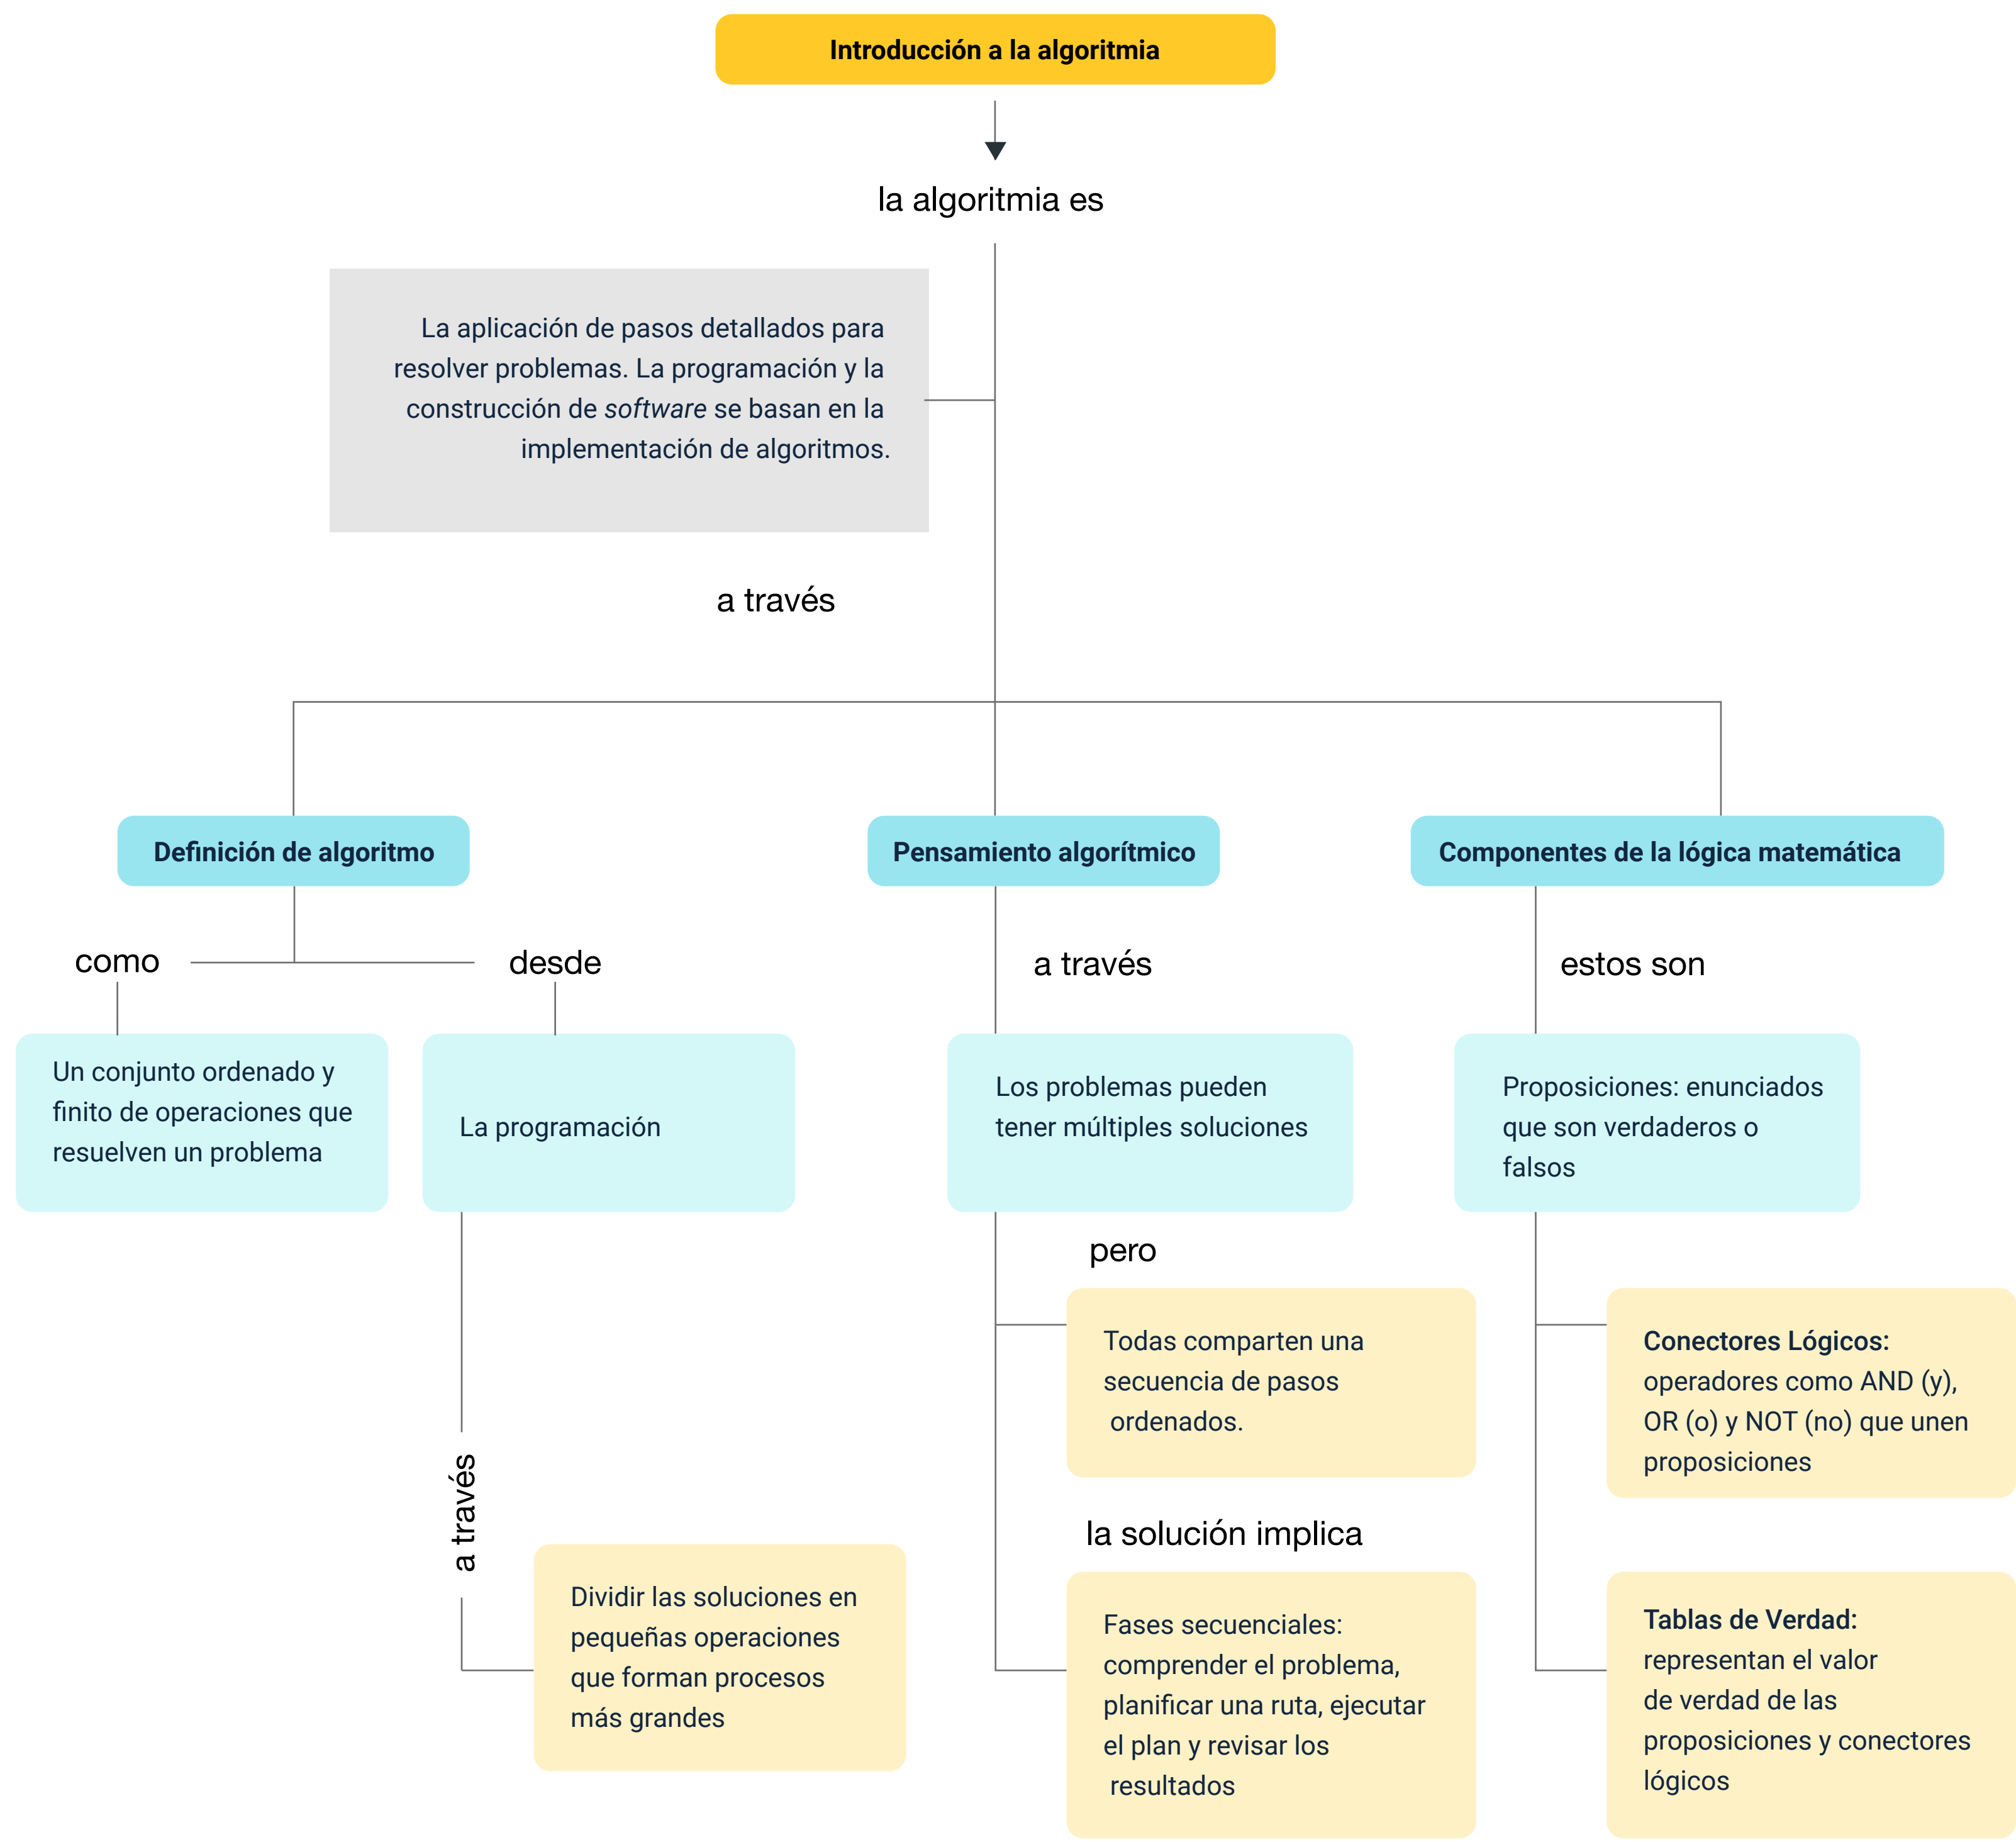 Introducción a la algoritmia
la algoritmia es
La aplicación de pasos detallados para
resolver problemas. La programación y la
construcción de software se basan en la
implementación de algoritmos.
a través
Definición de algoritmo
como
Un conjunto ordenado y
finito de operaciones que
resuelven un problema
desde
La programación
a través
Dividir las soluciones en
pequeñas operaciones
que forman procesos
más grandes
Pensamiento algorítmico
a través
Los problemas pueden
tener múltiples soluciones
pero
Todas comparten una
secuencia de pasos
ordenados.
la solución implica
Fases secuenciales:
comprender el problema,
planificar una ruta, ejecutar
el plan y revisar los
resultados
Componentes de la lógica matemática
estos son
Proposiciones: enunciados
que son verdaderos o
falsos
Conectores Lógicos:
operadores como AND (y),
OR (o) y NOT (no) que unen
proposiciones
Tablas de Verdad:
representan el valor
de verdad de las
proposiciones y conectores
lógicos